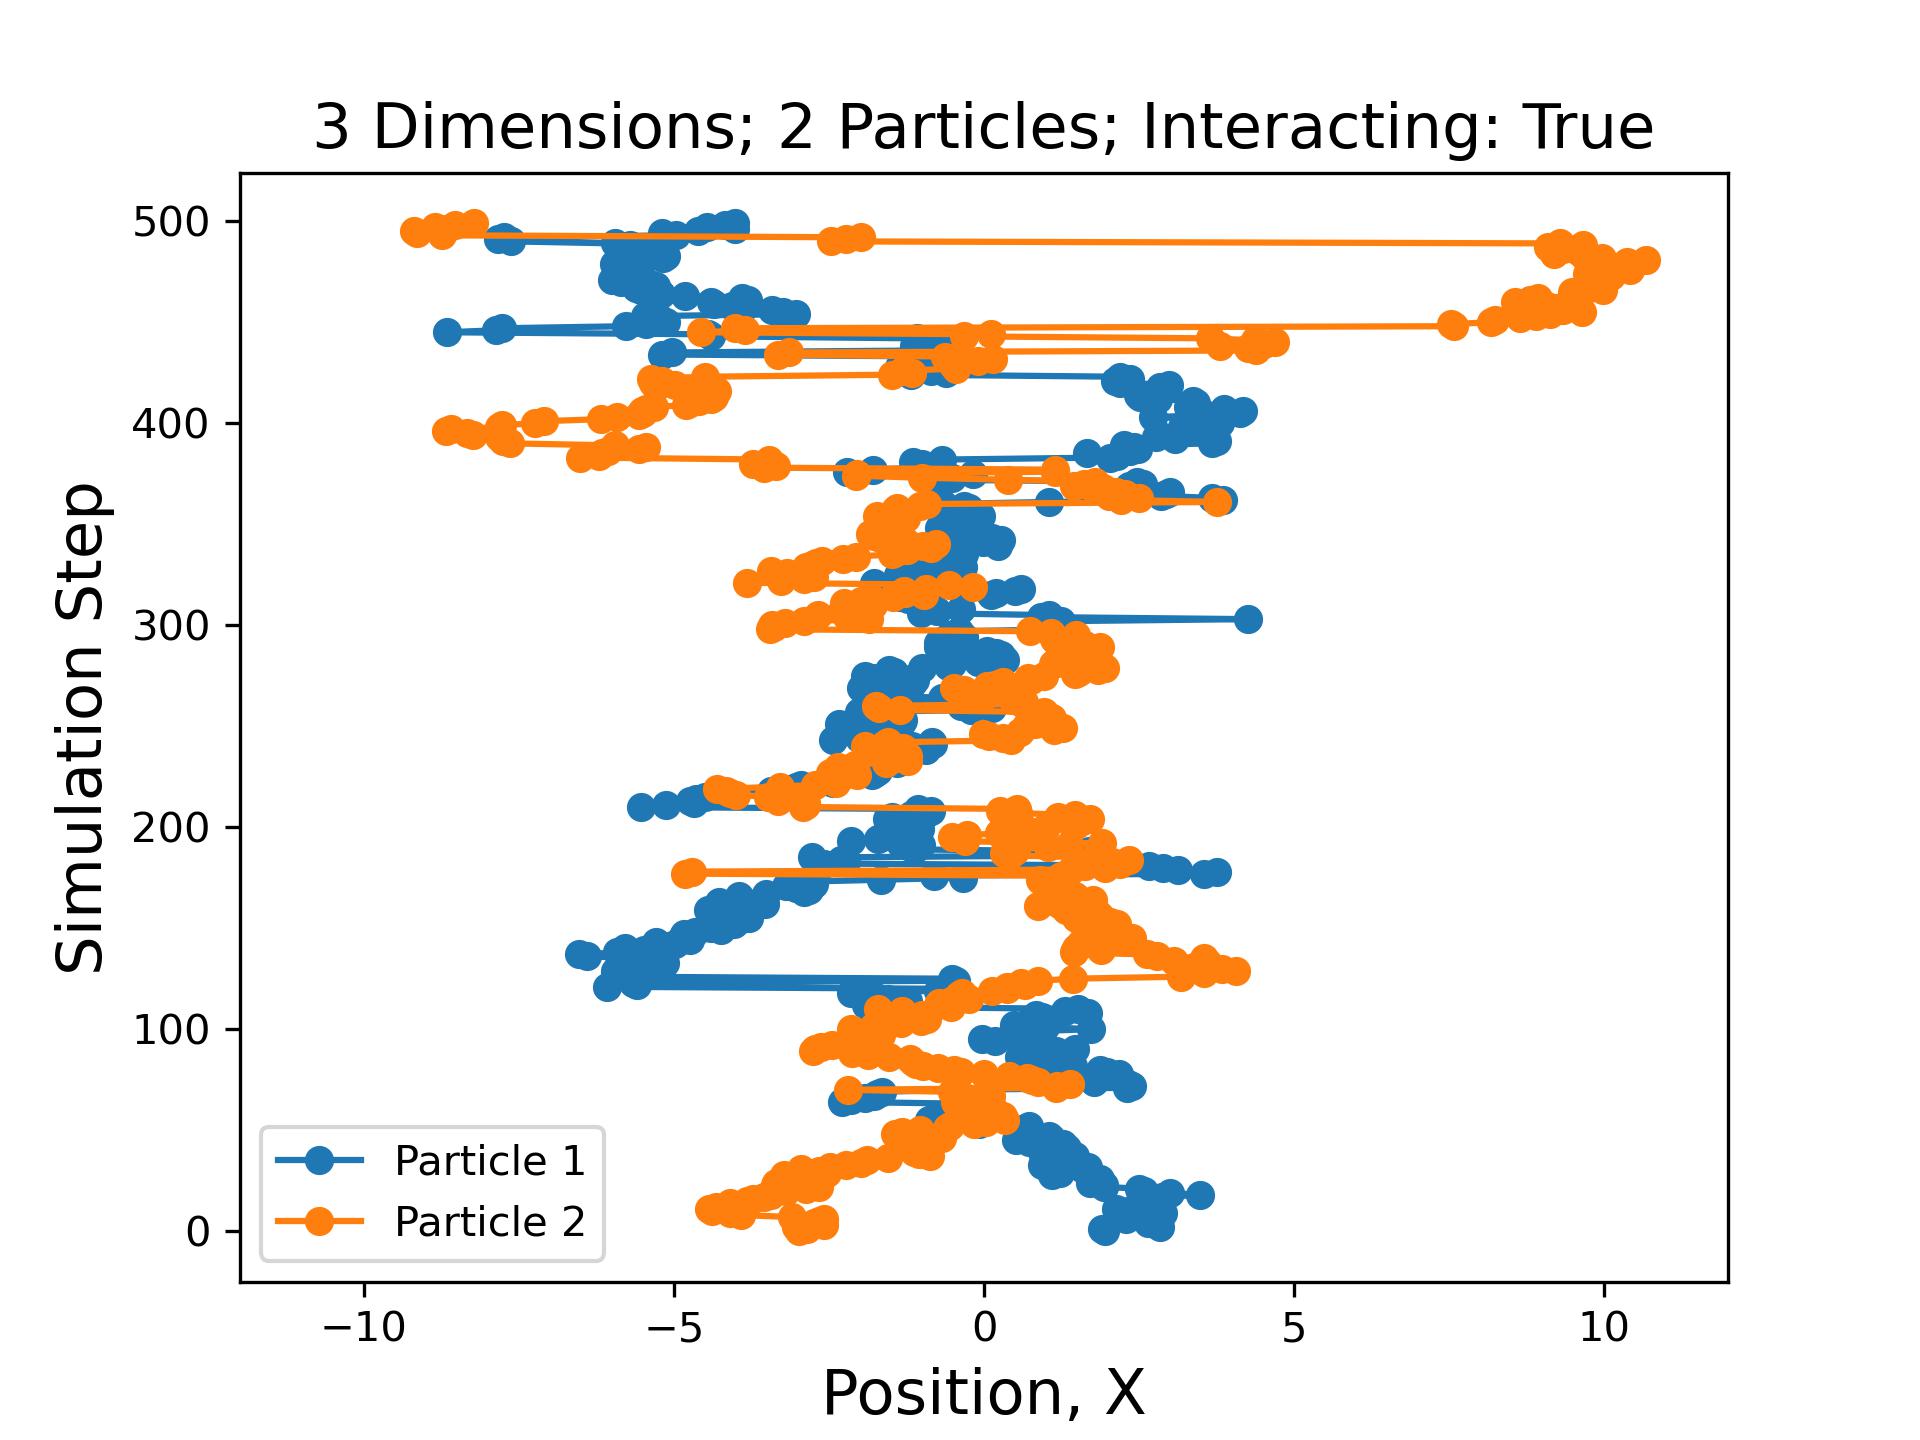 3 Dimensions; 2 Particles; Interacting: True
Simulation Step
500
400
300
200
100
0
Particle 1
Particle 2
−10
−5
0
5
10
Position, X